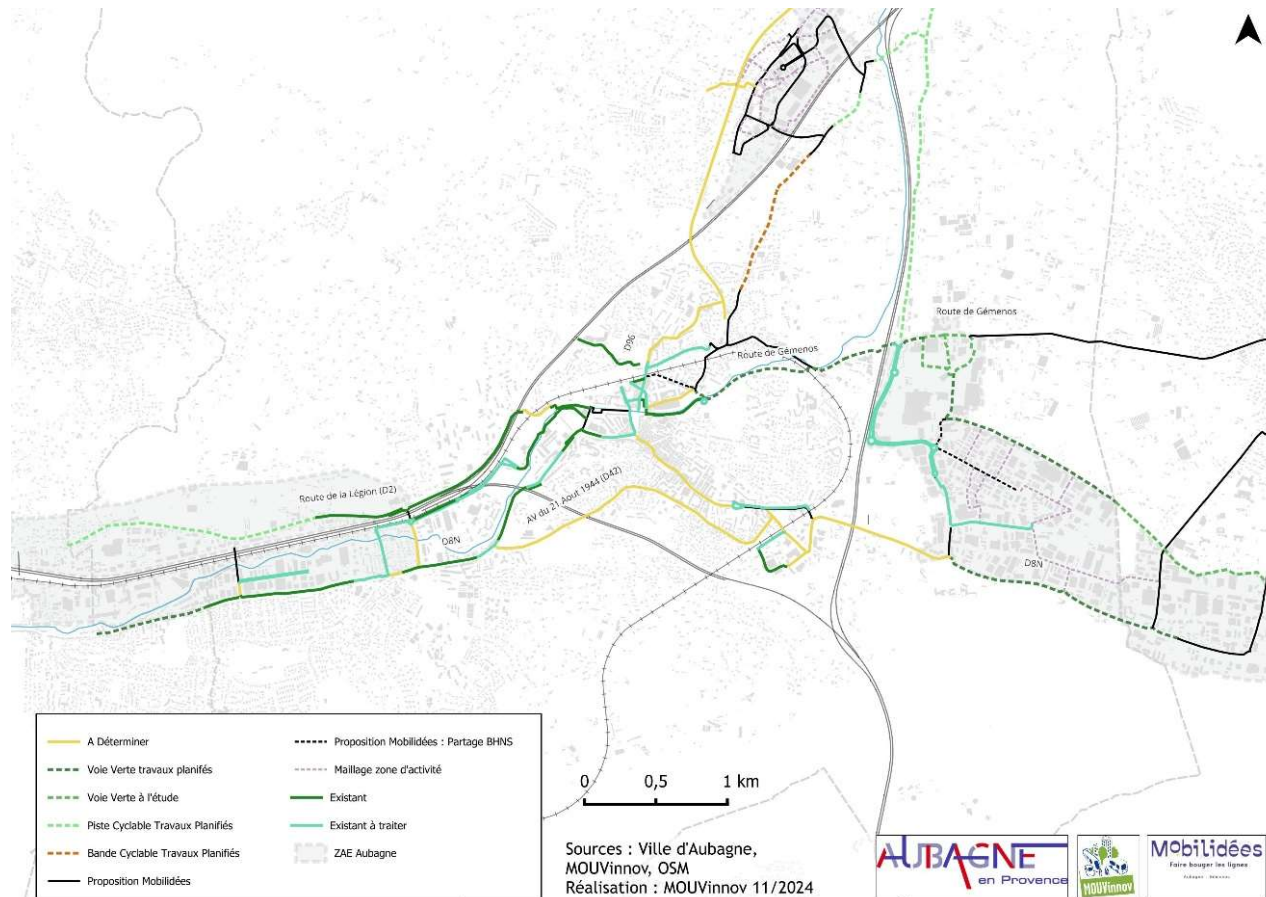 Route de Gémenos
D96
Route de Gémenos
Route de la Légion (D2)
AV du 21 Aout 1944 (D42)
D8N
D8N
A Déterminer
Voie Verte travaux planifés
Voie Verte à l'étude
Piste Cyclable Travaux Planifiés
Bande Cyclable Travaux Planifiés
Proposition Mobilidées
Proposition Mobilidées : Partage BHNS
Maillage zone d'activité
Existant
Existant à traiter
ZAE Aubagne
0 0,5 1 km
Sources : Ville d'Aubagne,
MOUVinnov, OSM
Réalisation : MOUVinnov 11/2024
AUBAGNE
en Provence
MOUVinnov
Mobilidées
Faire bouger les lignes